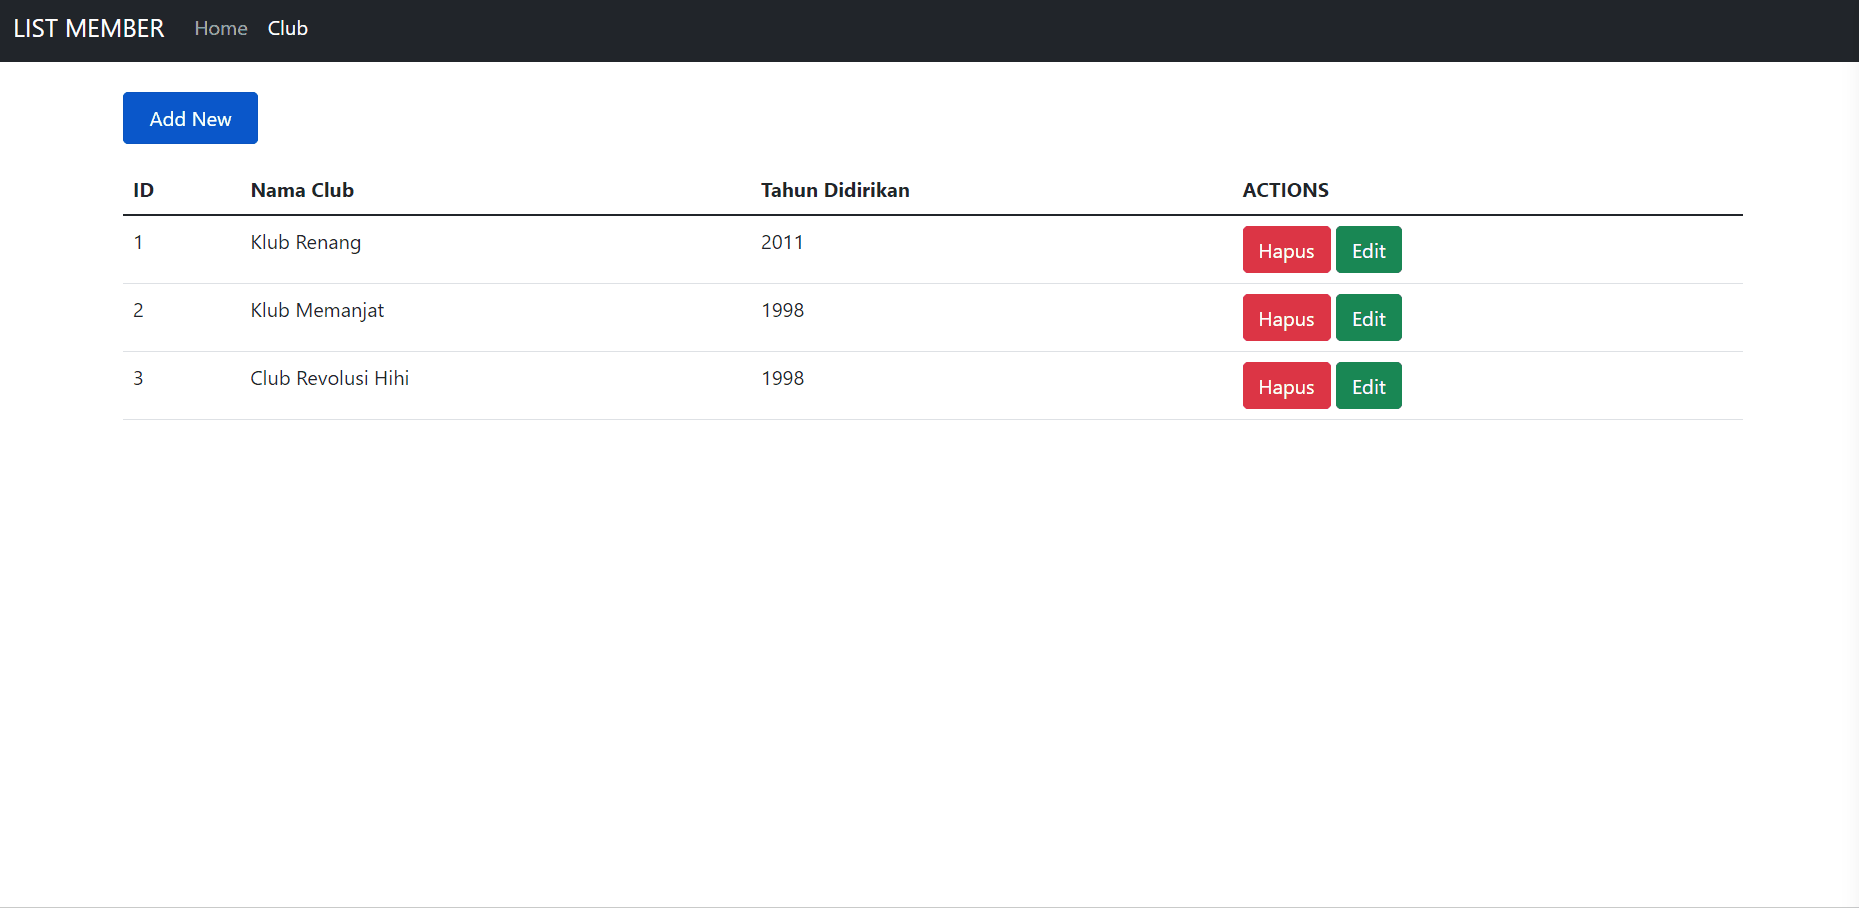 LIST MEMBER Home Club
Add New
ID Nama Club Tahun Didirikan ACTIONS
1 Klub Renang 2011 Hapus Edit
2 Klub Memanjat 1998 Hapus Edit
3 Club Revolusi Hihi 1998 Hapus Edit